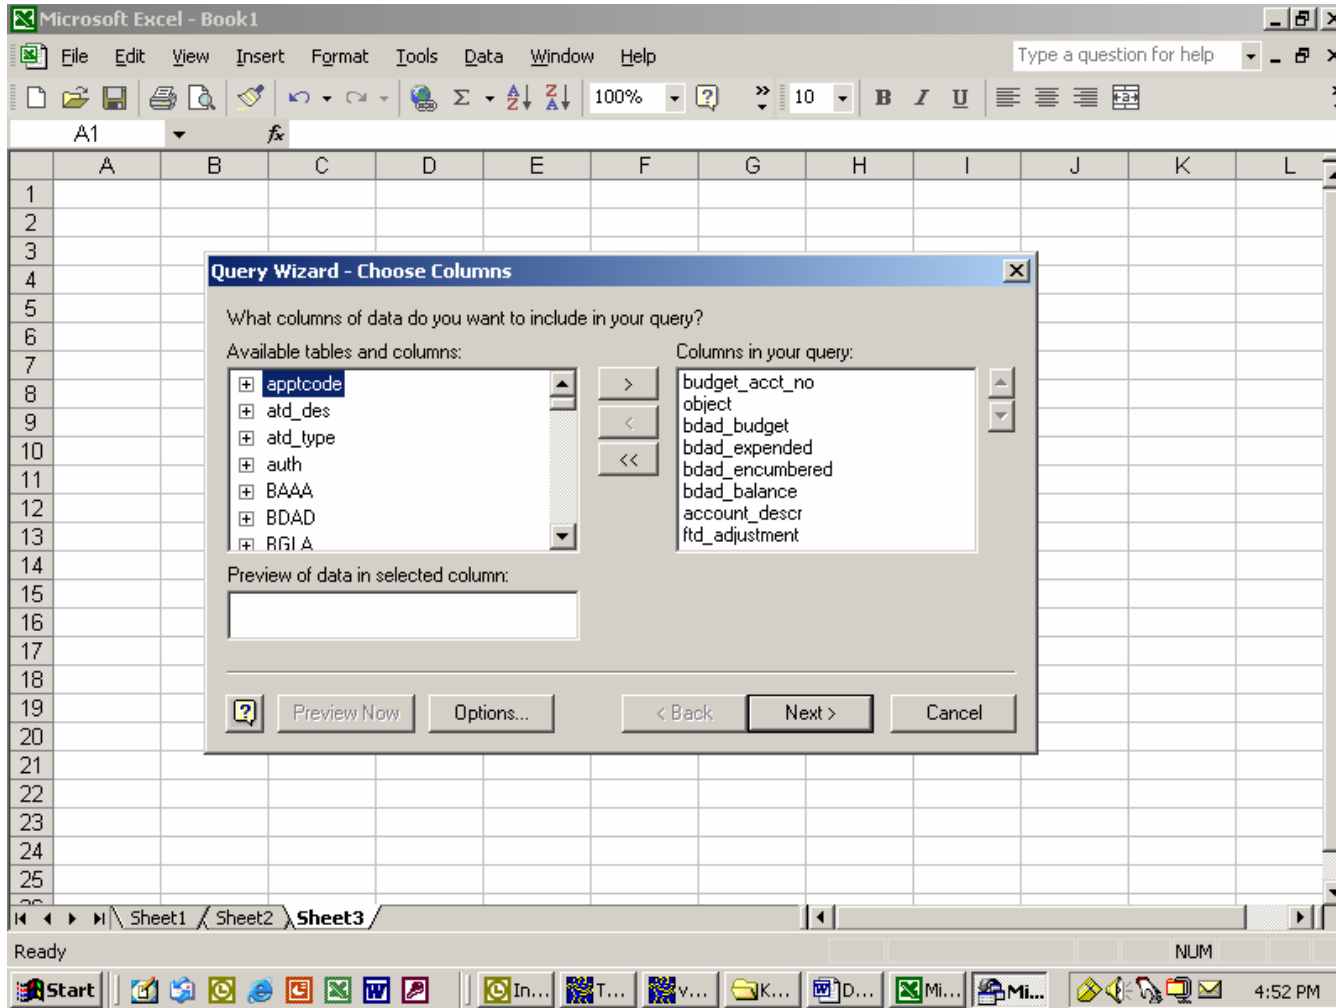 Microsoft Excel - Book1
File Edit View Insert Format Tools Data Window Help Type a question for help
Σ 100% 10 B I U
A1 fx
A B C D E F G H I J K L
1
2
3
Query Wizard - Choose Columns
4
5
What columns of data do you want to include in your query?
6
Available tables and columns: Columns in your query:
7
apptcode > budget_acct_no
8
atd_des object
9
< bdad_budget
atd_type bdad_expended
10
auth << bdad_encumbered
11
BAAA bdad_balance
12
BDAD account_descr
13
BGLA ftd_adjustment
14
Preview of data in selected column:
15
16
17
18
19
Preview Now Options... < Back Next > Cancel
20
21
22
23
24
25
Sheet1 Sheet2 Sheet3
Ready NUM
Start In... T... v... K... D... Mi... Mi... 4:52 PM